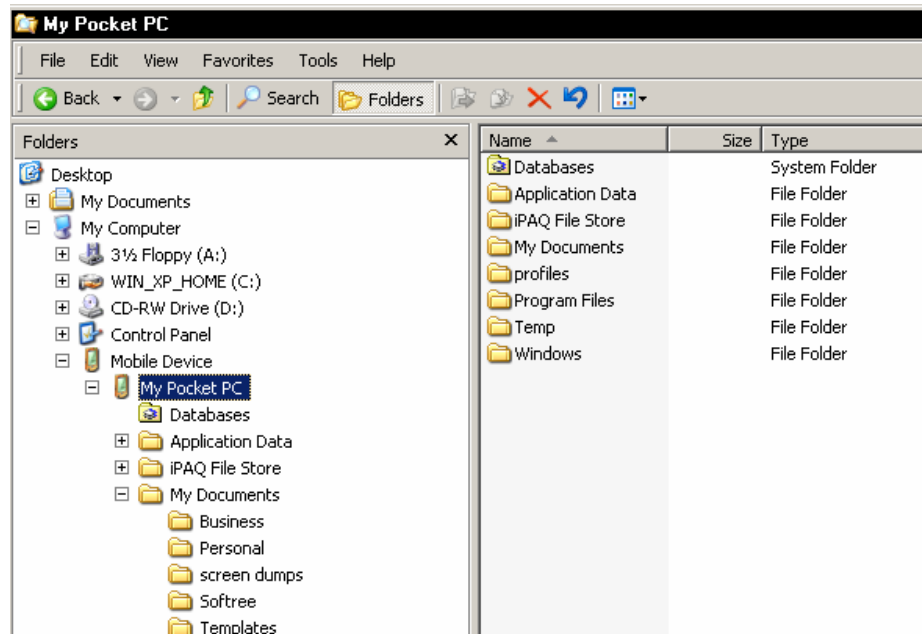 My Pocket PC
File Edit View Favorites Tools Help
Back Search Folders
Folders
Desktop
My Documents
My Computer
3½ Floppy (A:)
WIN_XP_HOME (C:)
CD-RW Drive (D:)
Control Panel
Mobile Device
My Pocket PC
Databases
Application Data
iPAQ File Store
My Documents
Business
Personal
screen dumps
Softree
Templates
Name Size Type
Databases System Folder
Application Data File Folder
iPAQ File Store File Folder
My Documents File Folder
profiles File Folder
Program Files File Folder
Temp File Folder
Windows File Folder